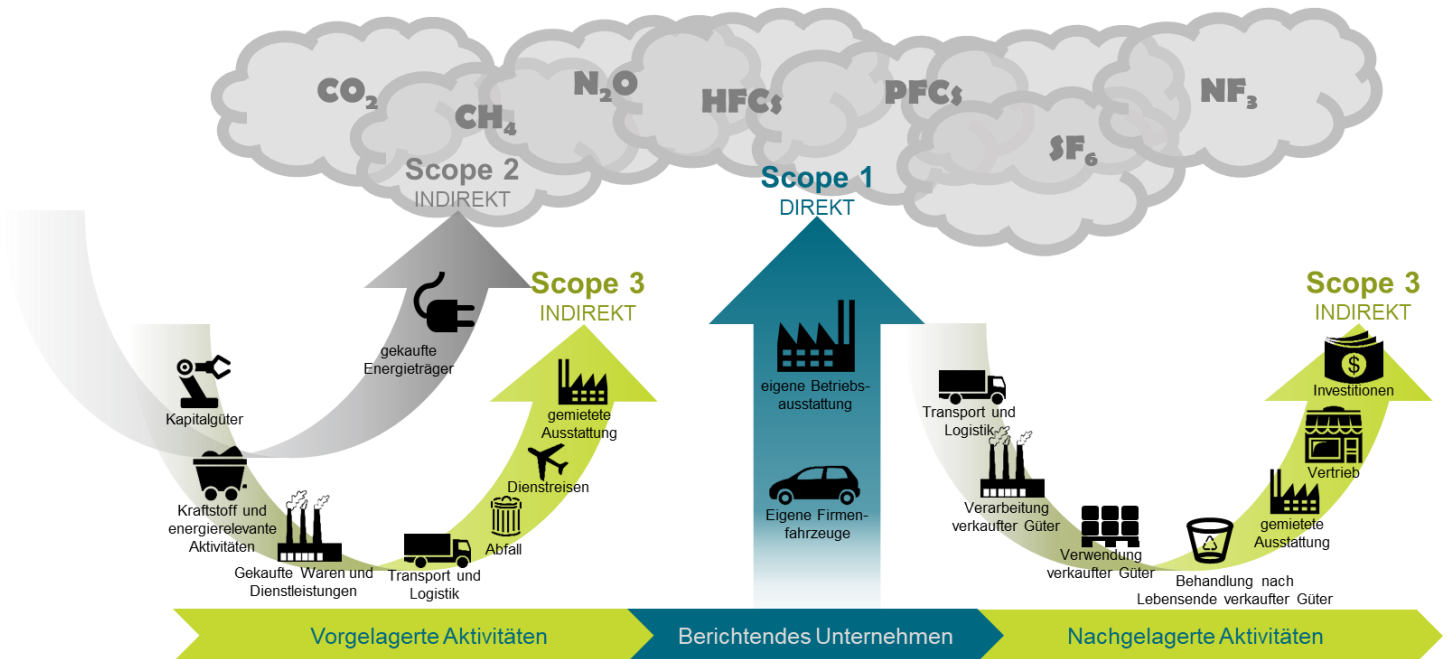 CO₂
CH₄
N₂O
HFCs
PFCs
SF₆
NF₃
Scope 2
INDIREKT
Scope 1
DIREKT
Scope 3
INDIREKT
Scope 3
INDIREKT
gekaufte
Energieträger
Kapitalgüter
Kraftstoff und
energierelevante
Aktivitäten
Gekaufte Waren und
Dienstleistungen
Transport und
Logistik
Abfall
Dienstreisen
gemietete
Ausstattung
eigene Betriebs-
ausstattung
Eigene Firmen-
fahrzeuge
Transport und
Logistik
Verarbeitung
verkaufter Güter
Verwendung
verkaufter Güter
Behandlung nach
Lebensende verkaufter Güter
gemietete
Ausstattung
Vertrieb
$
Investitionen
Vorgelagerte Aktivitäten
Berichtendes Unternehmen
Nachgelagerte Aktivitäten